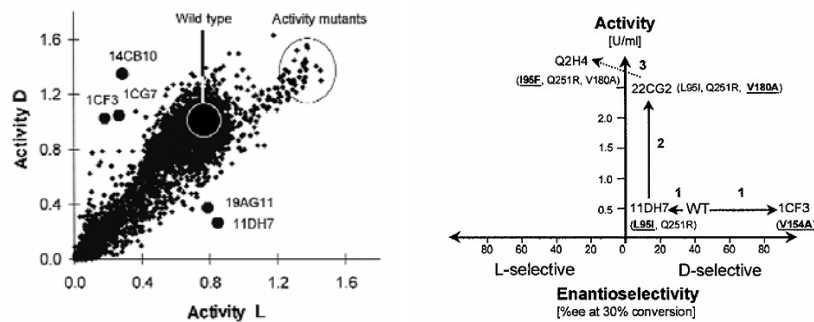 Wild type
Activity mutants
1.6
14CB10
1CG7
1CF3
1.2
0.8
0.4
0.0
Activity D
19AG11
11DH7
0.0 0.4 0.8 1.2 1.6
Activity L
Activity
[U/ml]
Q2H4
3
(I95F, Q251R, V180A)
22CG2 (L95I, Q251R, V180A)
2.5
2.0
2
1.5
1.0
1 1
0.5
11DH7 WT 1CF3
(L95I, Q251R) (V154A)
80 60 40 20 0 20 40 60 80
L-selective D-selective
Enantioselectivity
[%ee at 30% conversion]